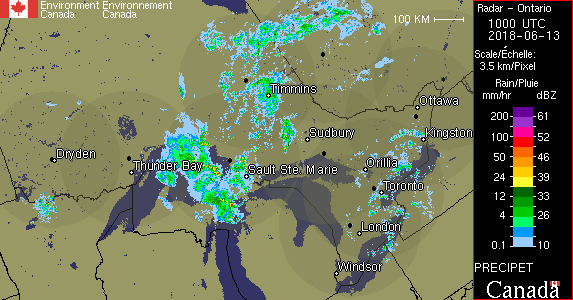 Environment Environnement
Canada Canada
100 KM
Timmins
Ottawa
Sudbury
Kingston
Dryden
Thunder Bay
Sault Ste. Marie
Orillia
Toronto
London
Windsor
Radar - Ontario
1000 UTC
2018-06-13
Scale/Échelle:
3.5 km/Pixel
Rain/Pluie
mm/hr dBZ
200 61
100 56
100 52
50 46
24 39
12 33
4 26
0.1 10
PRECIPET
Canada